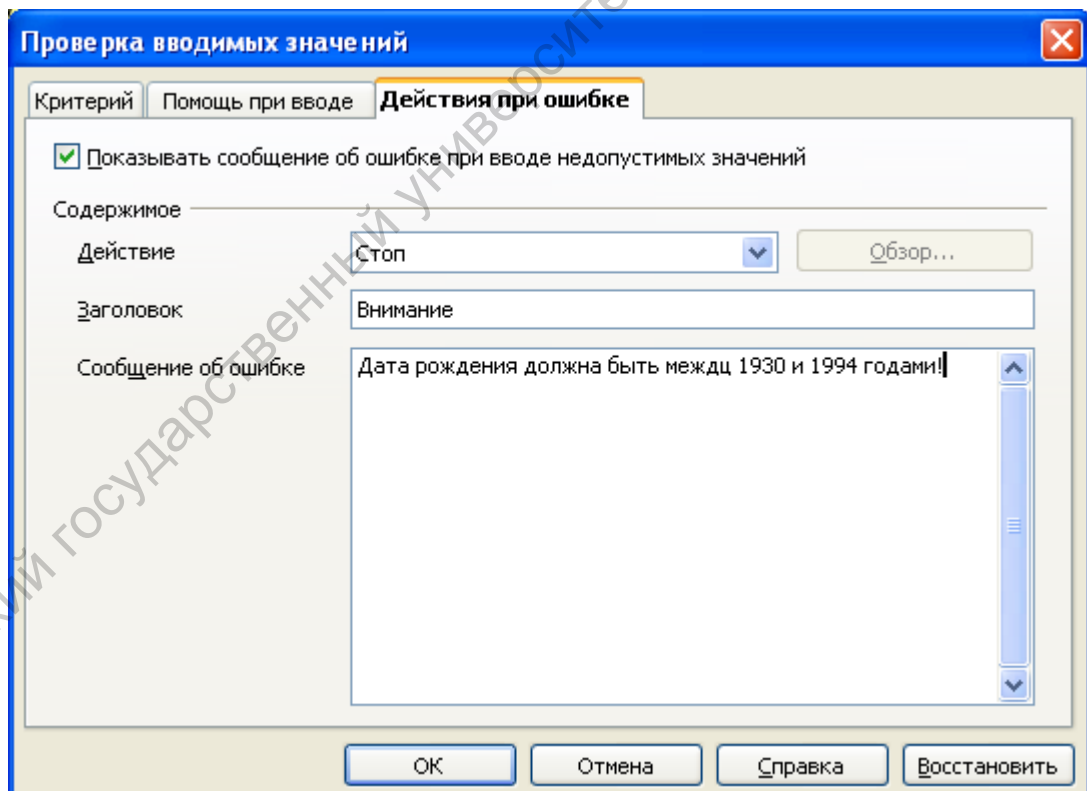 Проверка вводимых значений
Критерий Помощь при вводе Действия при ошибке
Показывать сообщение об ошибке при вводе недопустимых значений
Содержимое
Действие Стоп Обзор...
Заголовок Внимание
Сообщение об ошибке Дата рождения должна быть междц 1930 и 1994 годами!
ОК Отмена Справка Восстановить
государственный университе